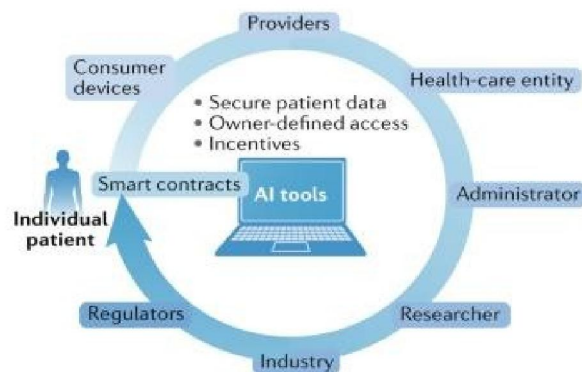 Providers
Consumer
devices
Health-care entity
• Secure patient data
• Owner-defined access
• Incentives
Smart contracts
AI tools
Administrator
Individual
patient
Regulators
Researcher
Industry